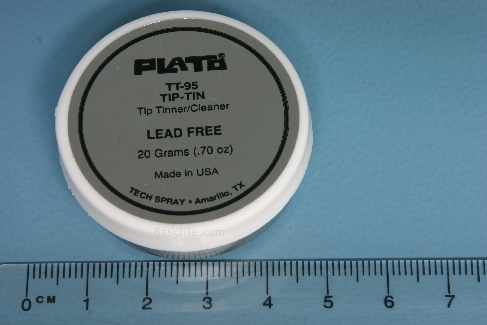 PLATO®
TT-95
TIP-TIN
Tip Tinner/Cleaner
LEAD FREE
20 Grams (.70 oz)
Made in USA
TECH SPRAY • Amarillo, TX
0 CM 1 2 3 4 5 6 7